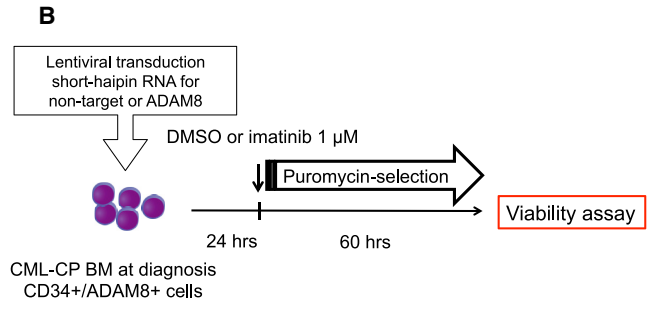 B
Lentiviral transduction
short-haipin RNA for
non-target or ADAM8
DMSO or imatinib 1 μM
Puromycin-selection
Viability assay
24 hrs
60 hrs
CML-CP BM at diagnosis
CD34+/ADAM8+ cells